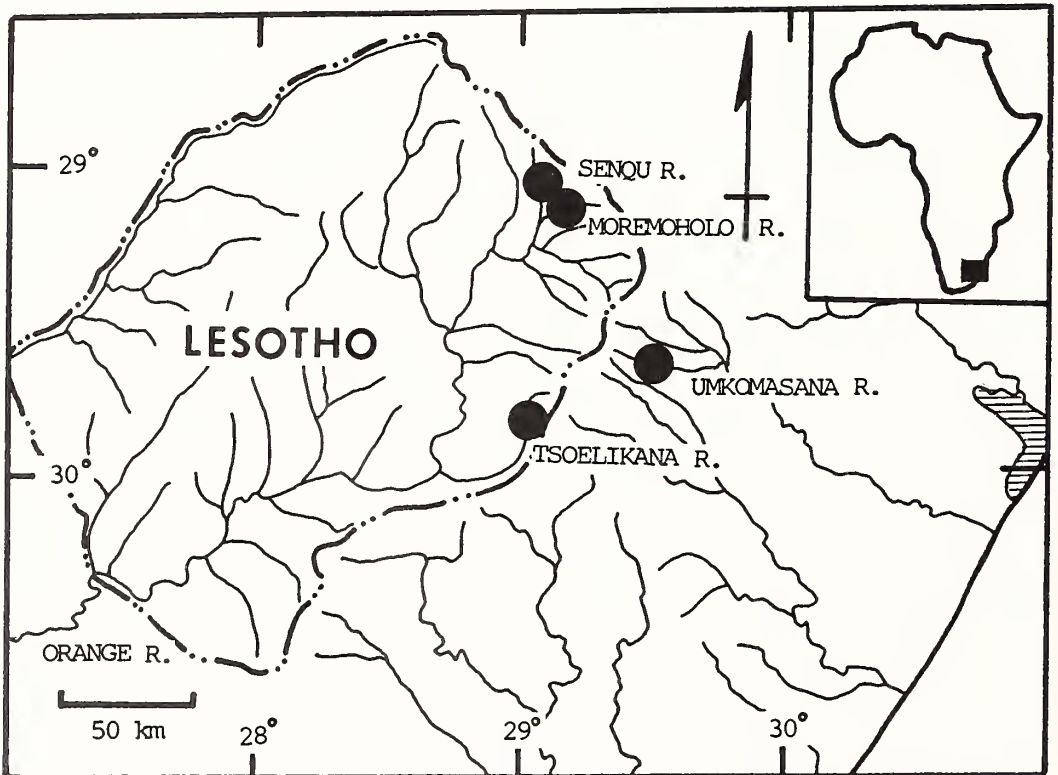 29°
SENQU R.
MOREMOHOLO R.
LESOTHO
UMKOMASANA R.
30°
TSOELIKANA R.
ORANGE R.
50 km
28°
29°
30°